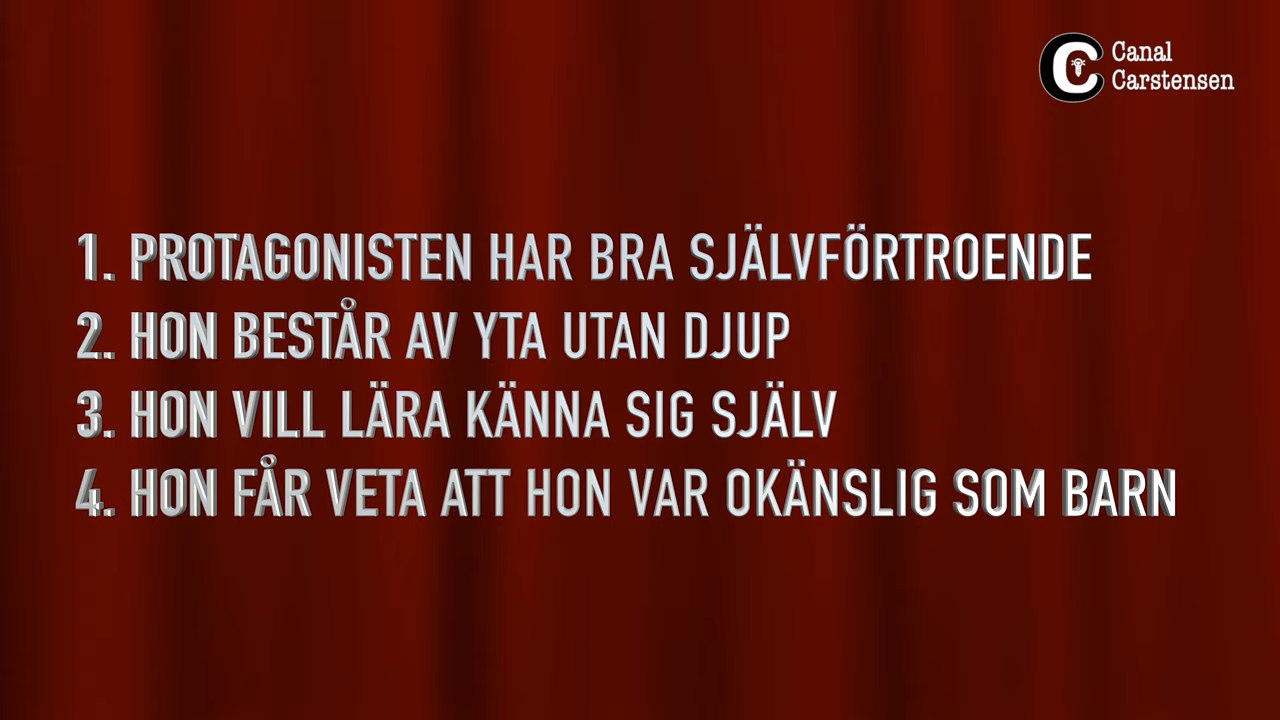 C Canal
Carstensen
1. PROTAGONISTEN HAR BRA SJÄLVFÖRTROENDE
2. HON BESTÅR AV YTA UTAN DJUP
3. HON VILL LÄRA KÄNNA SIG SJÄLV
4. HON FÅR VETA ATT HON VAR OKÄNSLIG SOM BARN